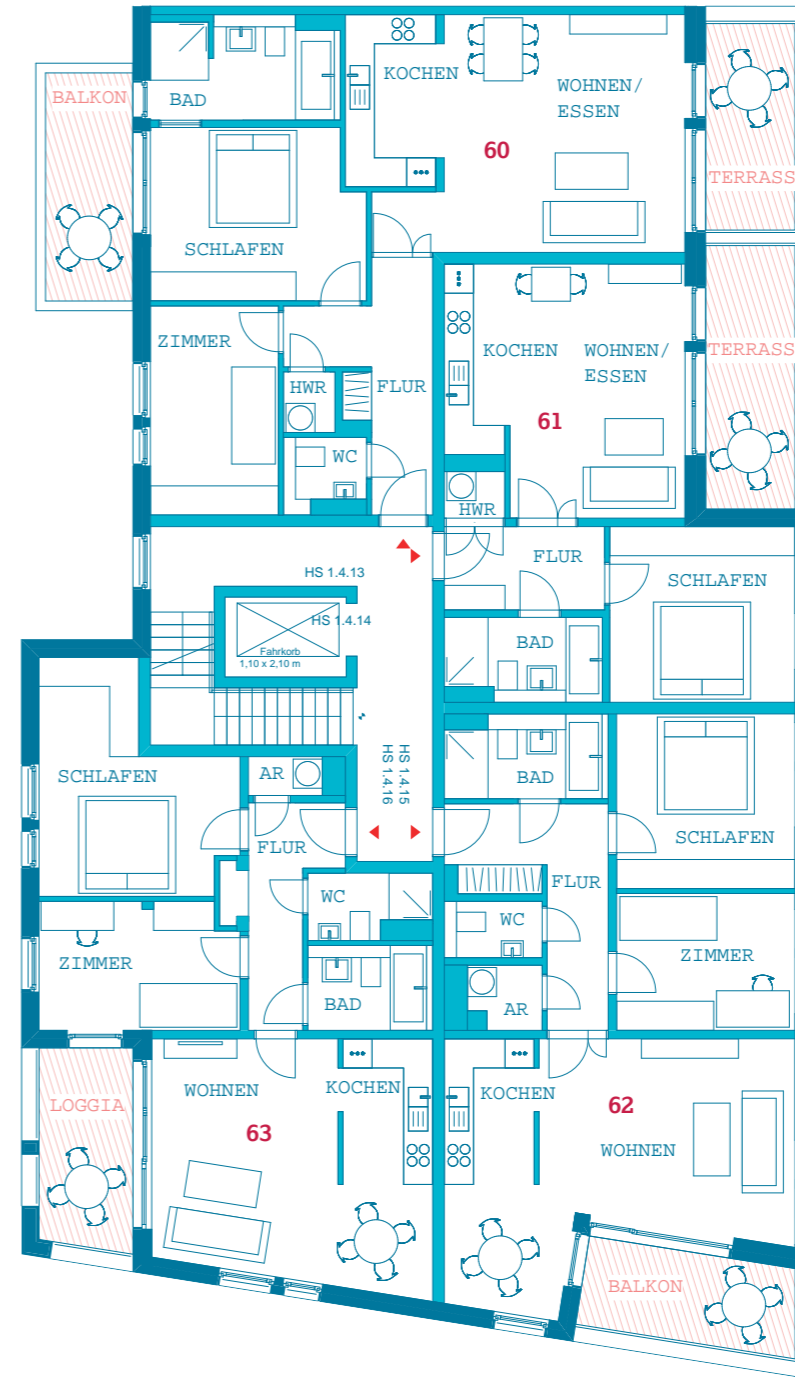 BALKON
BAD
KOCHEN
WOHNEN/
ESSEN
60
TERRASS
SCHLAFEN
ZIMMER
HWR
FLUR
WC
KOCHEN
WOHNEN/
ESSEN
61
TERRASS
HWR
FLUR
SCHLAFEN
BAD
HS 1.4.13
HS 1.4.14
Fahrkorb
1,10 x 2,10 m
HS 1.4.15
HS 1.4.16
SCHLAFEN
AR
FLUR
WC
ZIMMER
BAD
LOGGIA
WOHNEN
KOCHEN
63
BAD
SCHLAFEN
FLUR
WC
ZIMMER
AR
KOCHEN
62
WOHNEN
BALKON